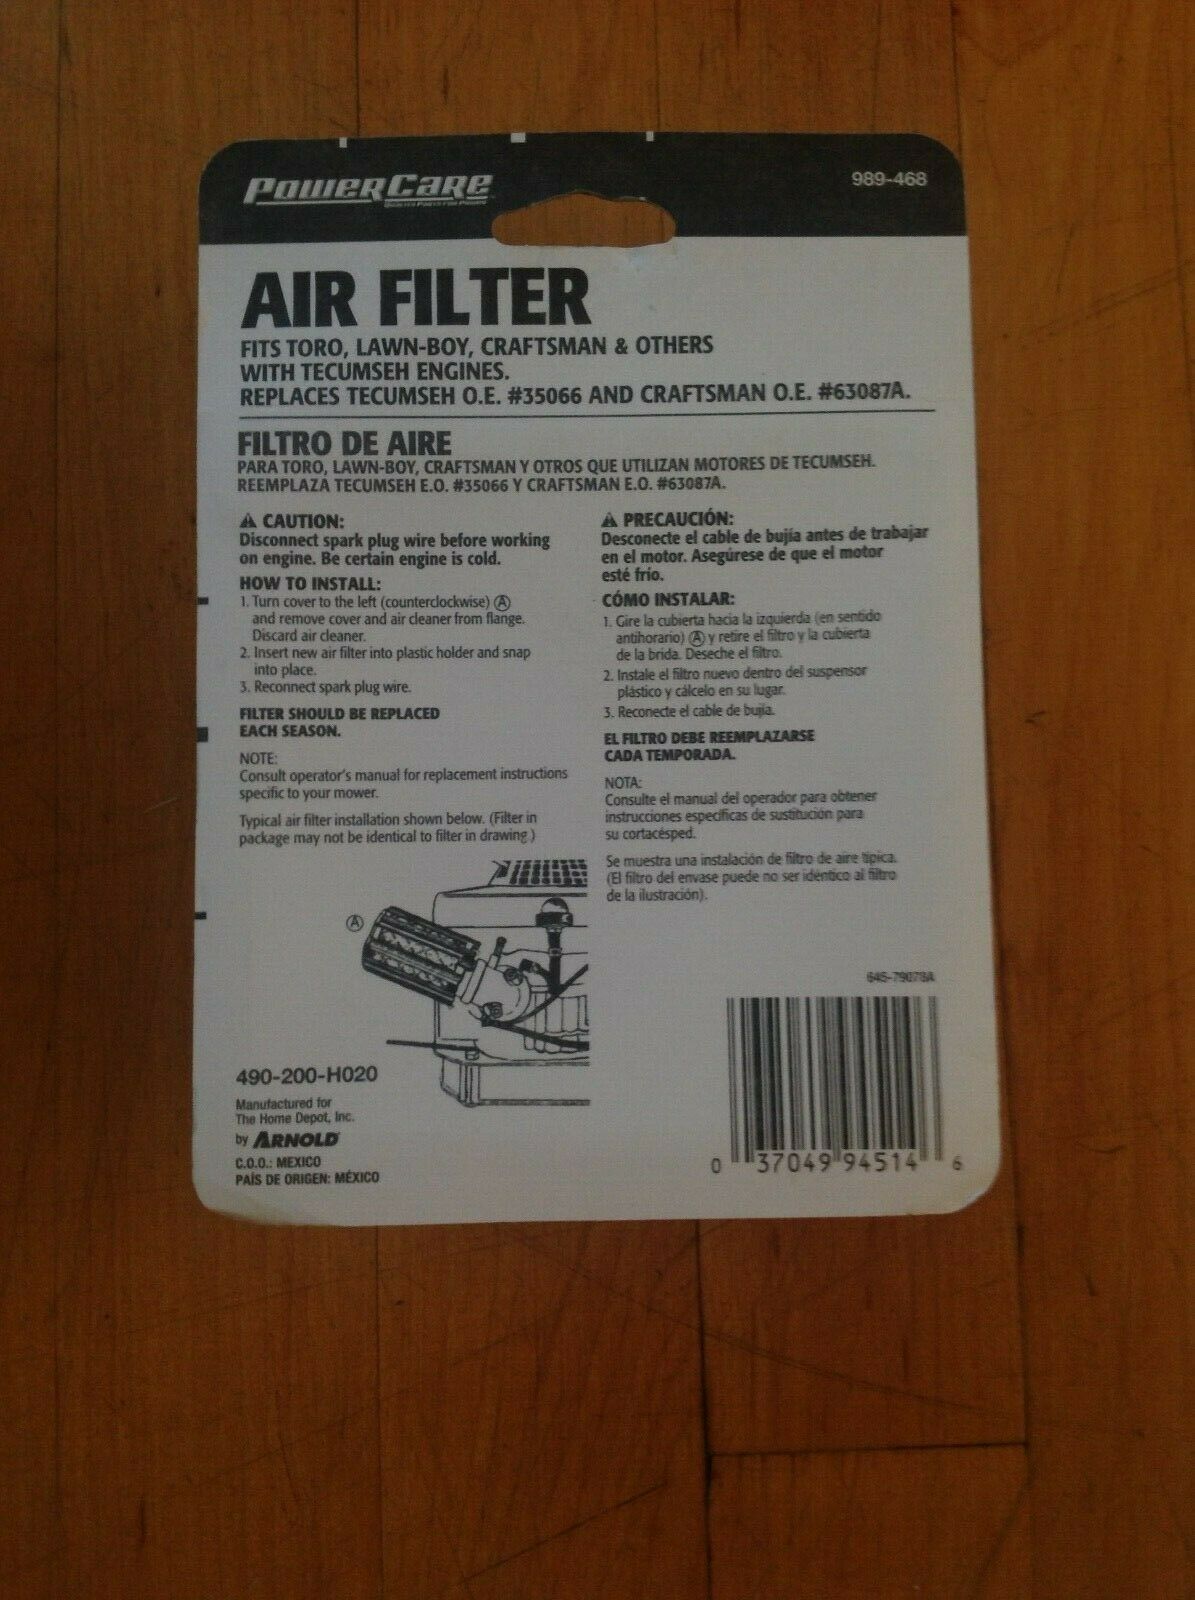 PowerCare
989-468
AIR FILTER
FITS TORO, LAWN-BOY, CRAFTSMAN & OTHERS
WITH TECUMSEH ENGINES.
REPLACES TECUMSEH O.E. #35066 AND CRAFTSMAN O.E. #63087A.
FILTRO DE AIRE
PARA TORO, LAWN-BOY, CRAFTSMAN Y OTROS QUE UTILIZAN MOTORES DE TECUMSEH.
REEMPLAZA TECUMSEH E.O. #35066 Y CRAFTSMAN E.O. #63087A.
⚠ CAUTION:
Disconnect spark plug wire before working
on engine. Be certain engine is cold.
HOW TO INSTALL:
1. Turn cover to the left (counterclockwise) Ⓐ
and remove cover and air cleaner from flange.
Discard air cleaner.
2. Insert new air filter into plastic holder and snap
into place.
3. Reconnect spark plug wire.
FILTER SHOULD BE REPLACED
EACH SEASON.
NOTE:
Consult operator's manual for replacement instructions
specific to your mower.
Typical air filter installation shown below. (Filter in
package may not be identical to filter in drawing.)
Ⓐ
490-200-H020
Manufactured for
The Home Depot, Inc.
by ARNOLD
C.O.O.: MEXICO
PAÍS DE ORIGEN: MÉXICO
⚠ PRECAUCIÓN:
Desconecte el cable de bujía antes de trabajar
en el motor. Asegúrese de que el motor
esté frío.
CÓMO INSTALAR:
1. Gire la cubierta hacia la izquierda (en sentido
antihorario) Ⓐ y retire el filtro y la cubierta
de la brida. Deseche el filtro.
2. Instale el filtro nuevo dentro del suspensor
plástico y cálcelo en su lugar.
3. Reconecte el cable de bujía.
EL FILTRO DEBE REEMPLAZARSE
CADA TEMPORADA.
NOTA:
Consulte el manual del operador para obtener
instrucciones específicas de sustitución para
su cortacésped.
Se muestra una instalación de filtro de aire típica.
(El filtro del envase puede no ser idéntico al filtro
de la ilustración).
645-79078A
0 37049 94514 6